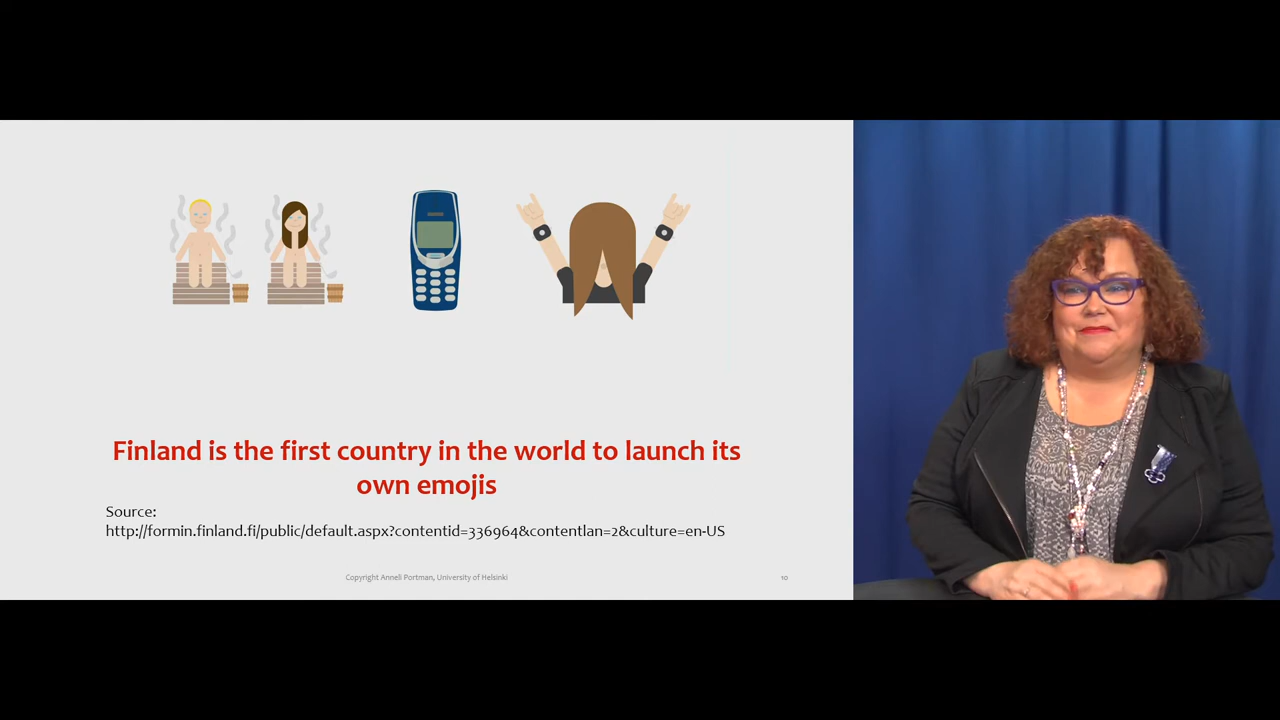 Finland is the first country in the world to launch its
own emojis
Source:
http://formin.finland.fi/public/default.aspx?contentid=336964&contentlan=2&culture=en-US
Copyright Anneli Portman, University of Helsinki
10